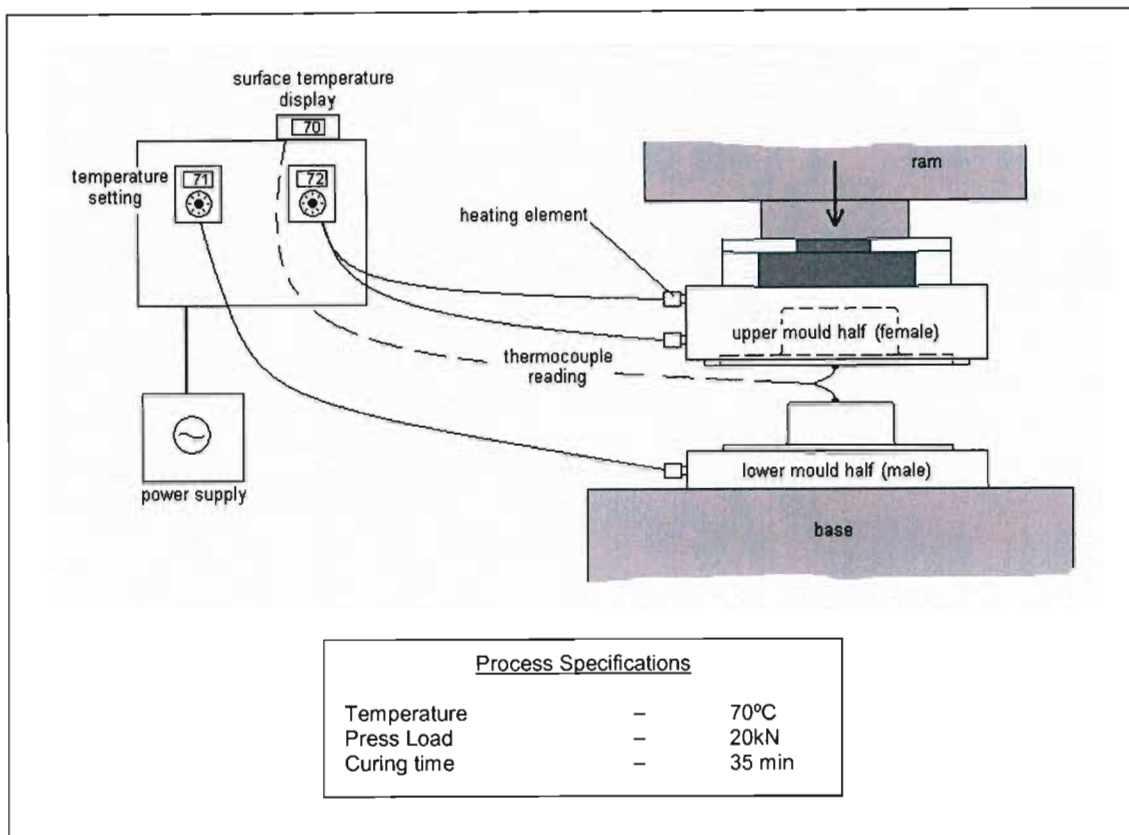 surface temperature
display
70
temperature
setting
71
72
heating element
ram
upper mould half (female)
thermocouple
reading
lower mould half (male)
power supply
base
Process Specifications
Temperature – 70ºC
Press Load – 20kN
Curing time – 35 min